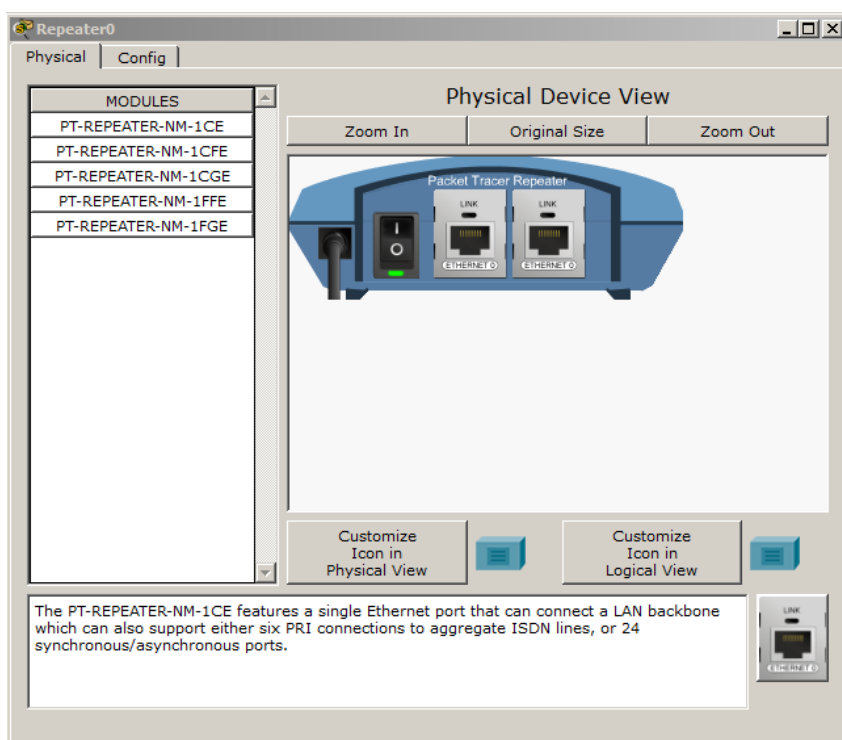 Repeater0
Physical
Config
MODULES
PT-REPEATER-NM-1CE
PT-REPEATER-NM-1CFE
PT-REPEATER-NM-1CGE
PT-REPEATER-NM-1FFE
PT-REPEATER-NM-1FGE
Physical Device View
Zoom In
Original Size
Zoom Out
Packet Tracer Repeater
LINK
LINK
I
O
ETHERNET 0
ETHERNET 0
Customize
Icon in
Physical View
Customize
Icon in
Logical View
The PT-REPEATER-NM-1CE features a single Ethernet port that can connect a LAN backbone
which can also support either six PRI connections to aggregate ISDN lines, or 24
synchronous/asynchronous ports.
LINK
ETHERNET 0